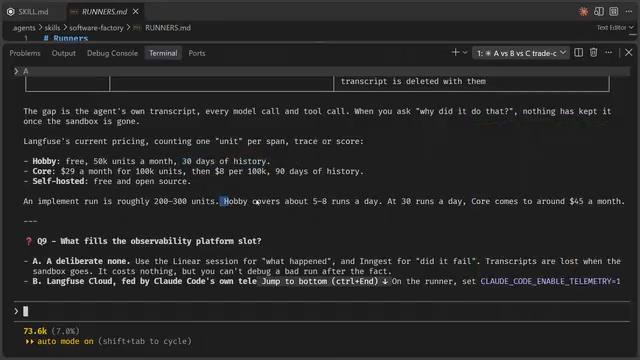 SKILL.md
RUNNERS.md
Text Editor
.agents > skills > software-factory > RUNNERS.md
1 # Runners
Problems Output Debug Console Terminal Ports
1: ✳ A vs B vs C trade-c
> A
transcript is deleted with them
The gap is the agent's own transcript, every model call and tool call. When you ask "why did it do that?", nothing has kept it
once the sandbox is gone.
Langfuse's current pricing, counting one "unit" per span, trace or score:
- Hobby: free, 50k units a month, 30 days of history.
- Core: $29 a month for 100k units, then $8 per 100k, 90 days of history.
- Self-hosted: free and open source.
An implement run is roughly 200–300 units. Hobby covers about 5–8 runs a day. At 30 runs a day, Core comes to around $45 a month.
---
❓ Q9 - What fills the observability platform slot?
- A. A deliberate none. Use the Linear session for "what happened", and Inngest for "did it fail". Transcripts are lost when the
sandbox goes. It costs nothing, but you can't debug a bad run after the fact.
- B. Langfuse Cloud, fed by Claude Code's own tele Jump to bottom (ctrl+End) ↓ On the runner, set CLAUDE_CODE_ENABLE_TELEMETRY=1
>
73.6k (7.0%)
⏵⏵ auto mode on (shift+tab to cycle)